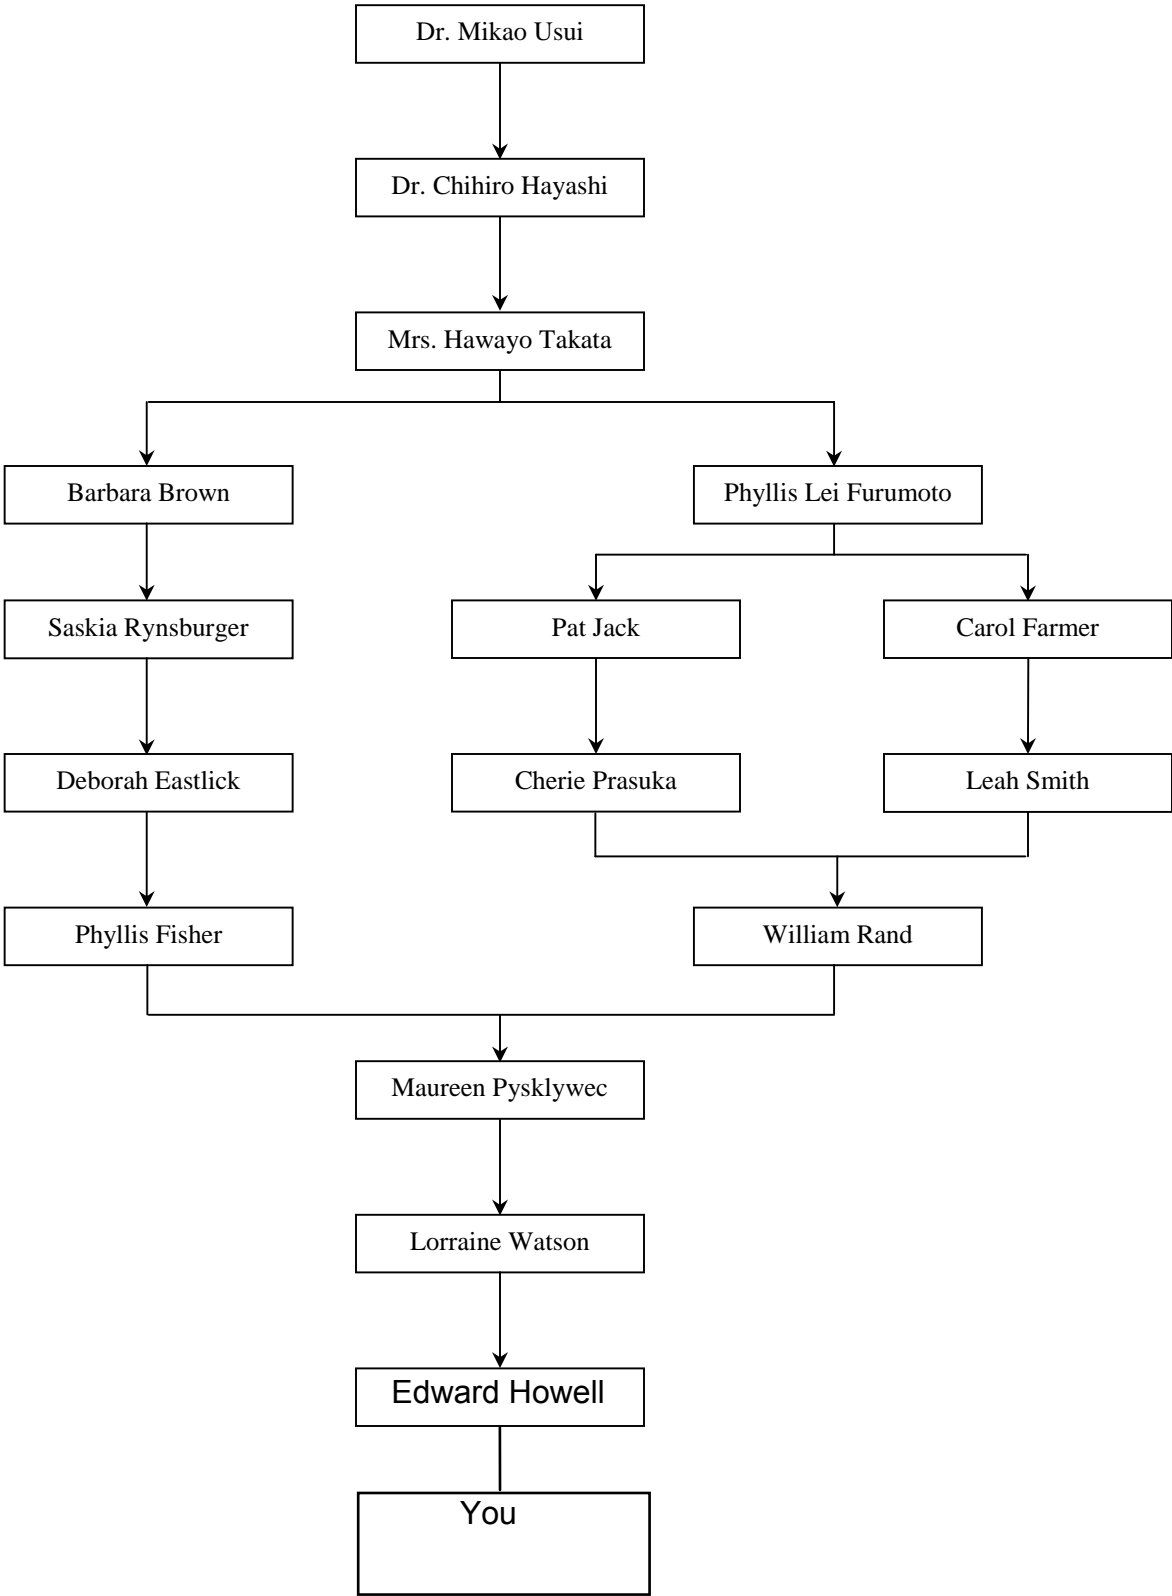 Dr. Mikao Usui
Dr. Chihiro Hayashi
Mrs. Hawayo Takata
Barbara Brown
Phyllis Lei Furumoto
Saskia Rynsburger
Pat Jack
Carol Farmer
Deborah Eastlick
Cherie Prasuka
Leah Smith
Phyllis Fisher
William Rand
Maureen Pysklywec
Lorraine Watson
Edward Howell
You